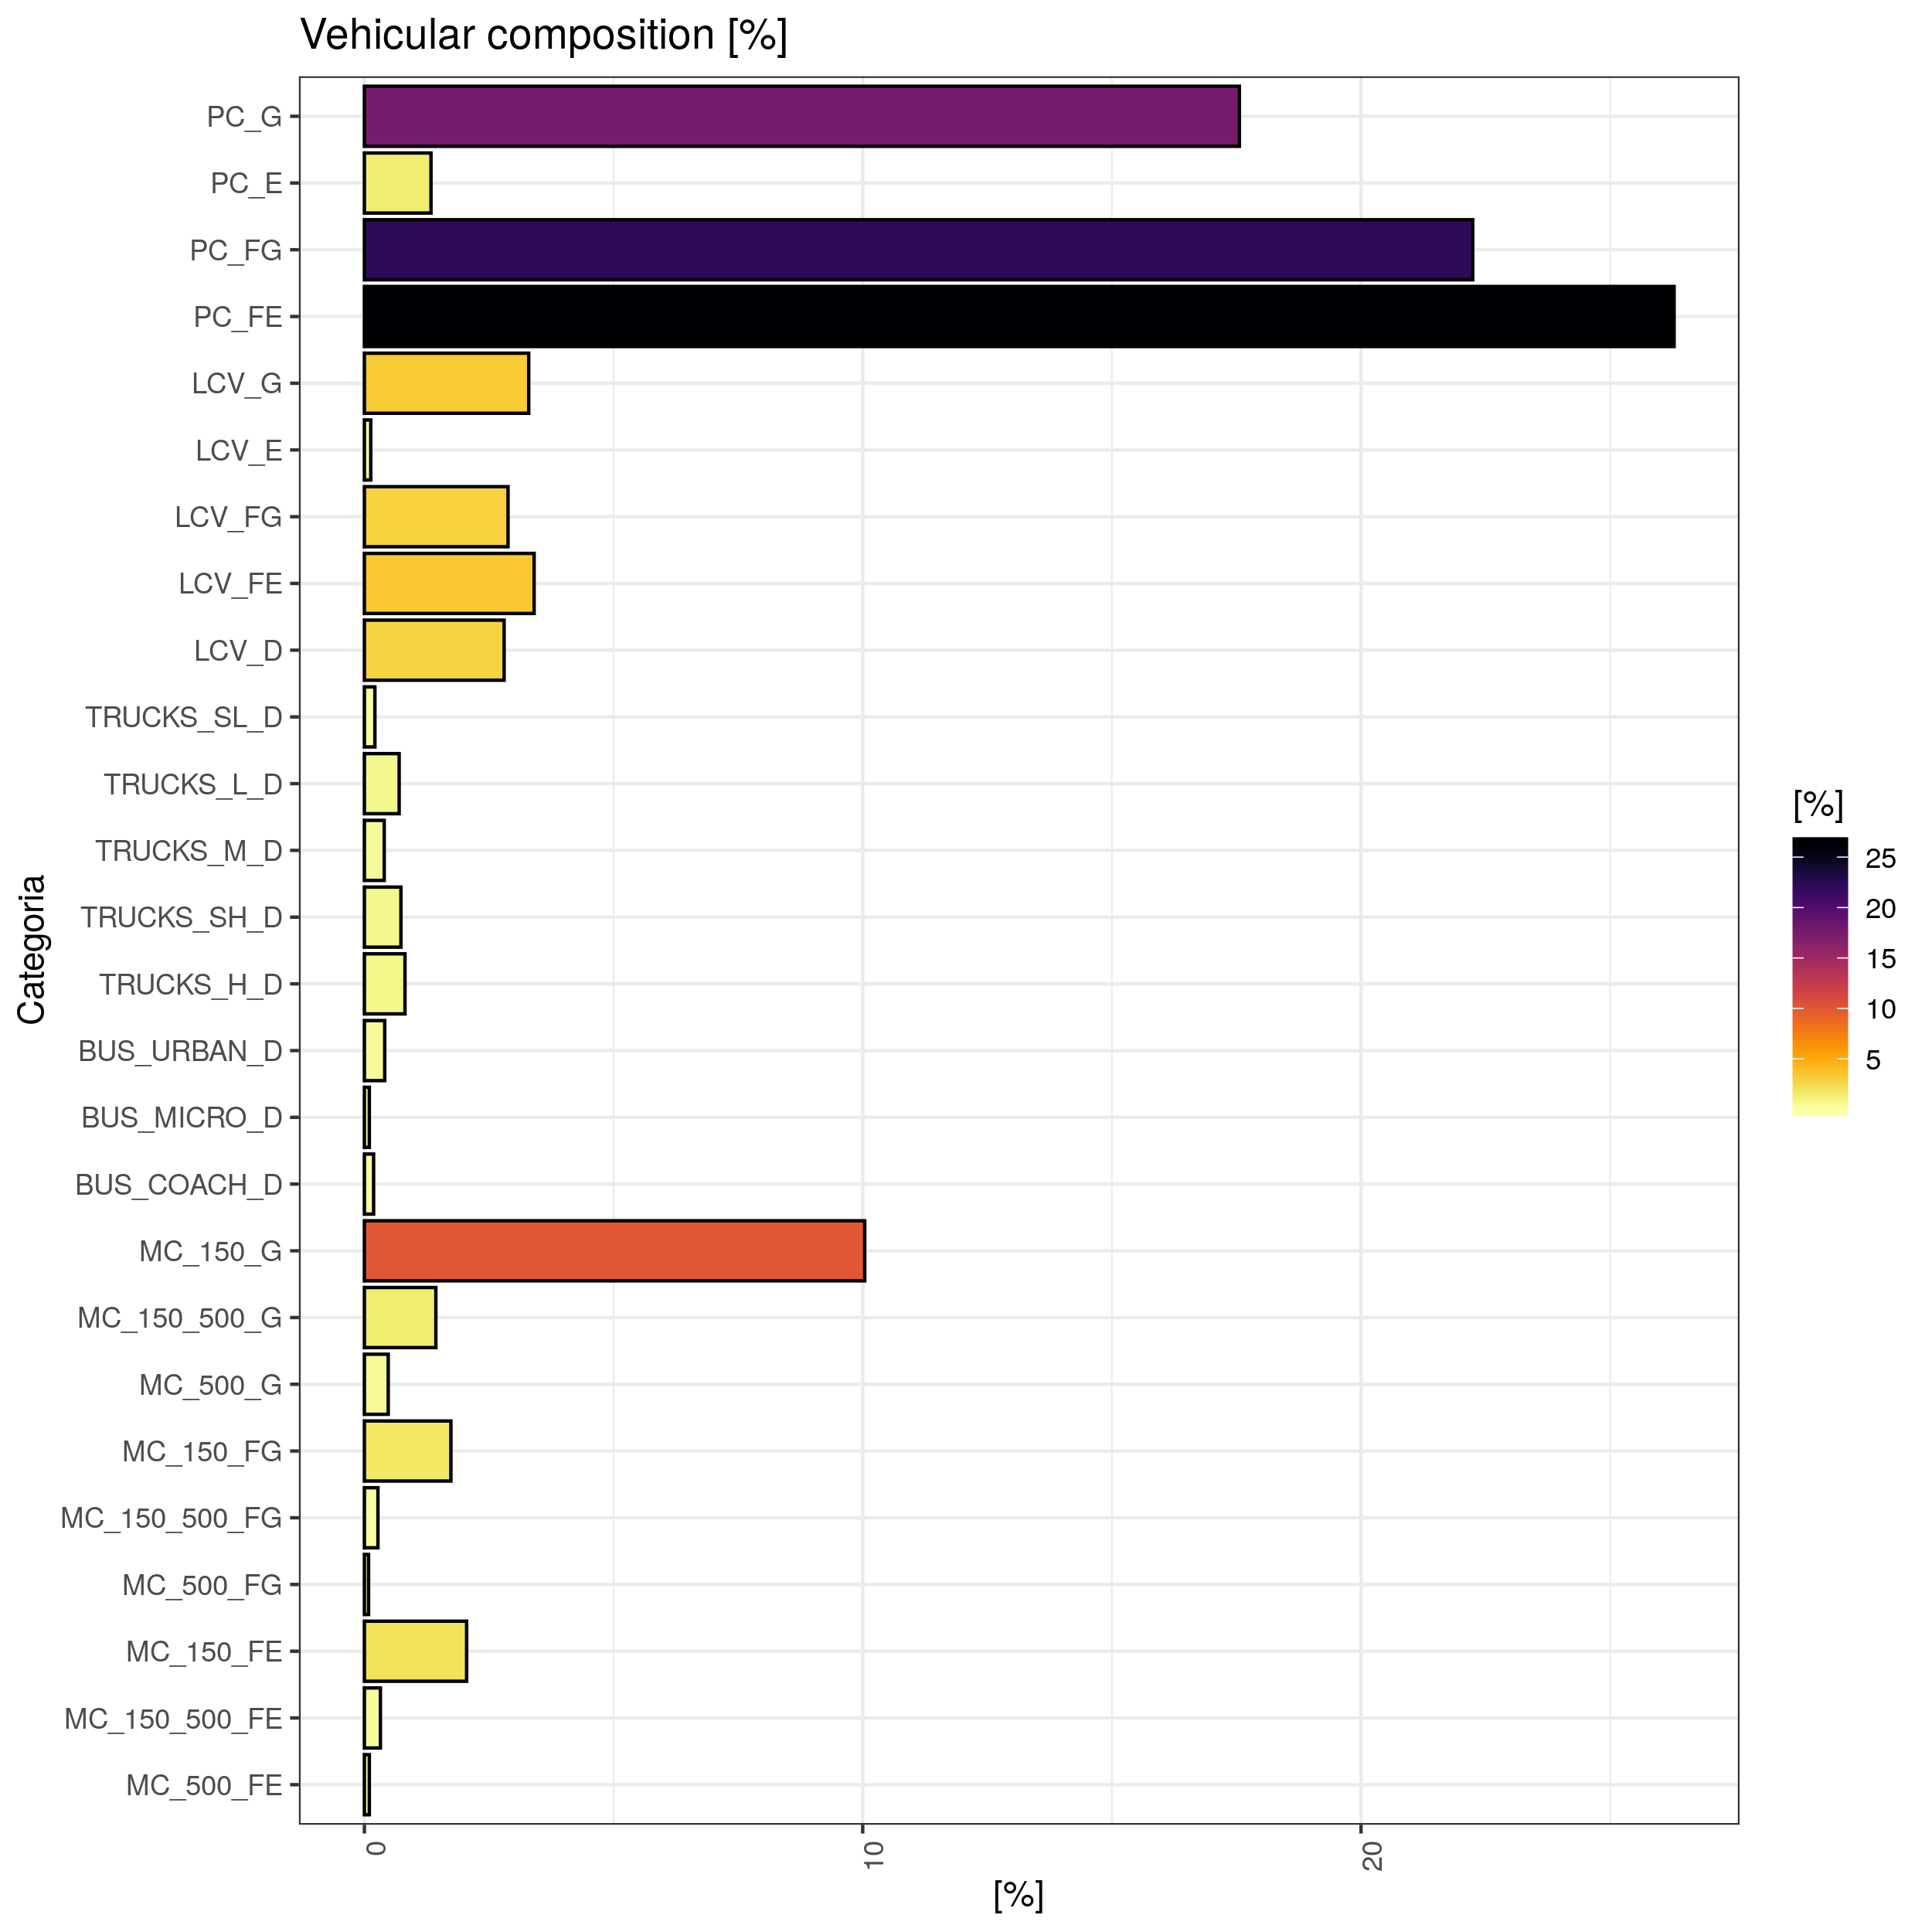 Vehicular composition [%]
PC_G
PC_E
PC_FG
PC_FE
LCV_G
LCV_E
LCV_FG
LCV_FE
LCV_D
TRUCKS_SL_D
TRUCKS_L_D
TRUCKS_M_D
TRUCKS_SH_D
TRUCKS_H_D
BUS_URBAN_D
BUS_MICRO_D
BUS_COACH_D
MC_150_G
MC_150_500_G
MC_500_G
MC_150_FG
MC_150_500_FG
MC_500_FG
MC_150_FE
MC_150_500_FE
MC_500_FE
Categoria
0
10
20
[%]
[%]
25
20
15
10
5